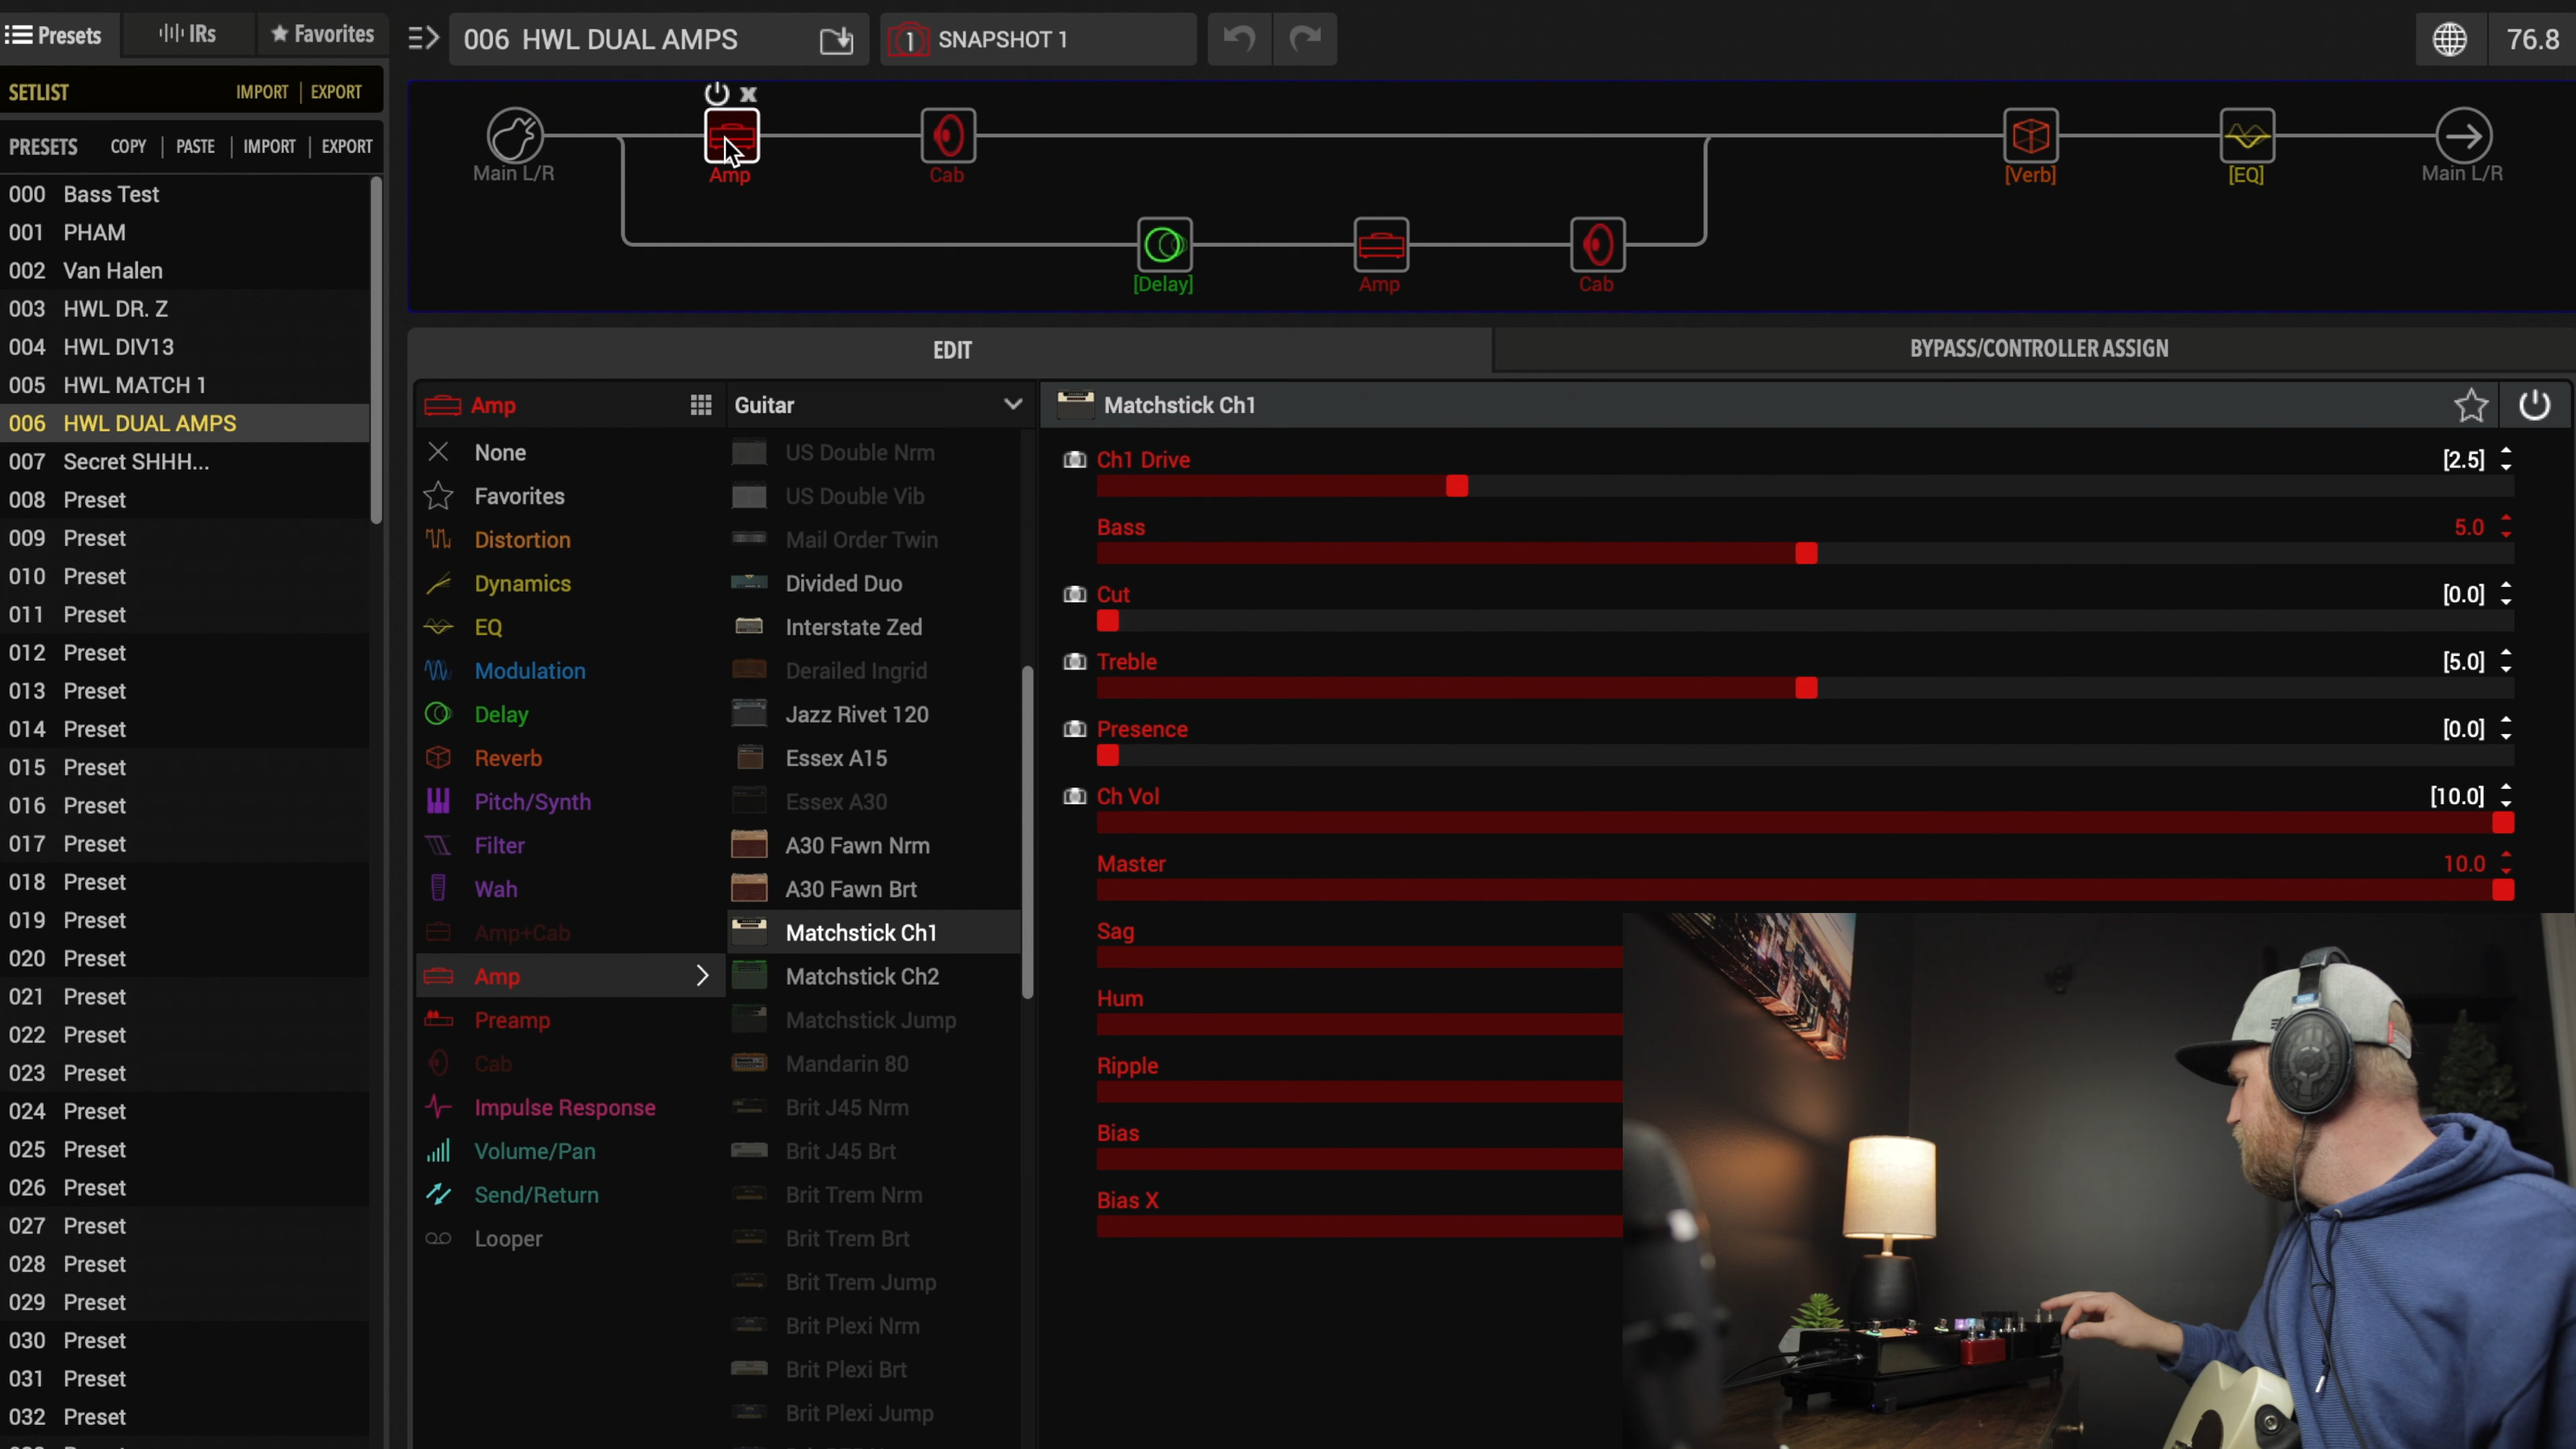 Presets
IRs
Favorites
006 HWL DUAL AMPS
1
SNAPSHOT 1
76.8
SETLIST
IMPORT | EXPORT
PRESETS COPY | PASTE | IMPORT | EXPORT
000 Bass Test
001 PHAM
002 Van Halen
003 HWL DR. Z
004 HWL DIV13
005 HWL MATCH 1
006 HWL DUAL AMPS
007 Secret SHHH...
008 Preset
009 Preset
010 Preset
011 Preset
012 Preset
013 Preset
014 Preset
015 Preset
016 Preset
017 Preset
018 Preset
019 Preset
020 Preset
021 Preset
022 Preset
023 Preset
024 Preset
025 Preset
026 Preset
027 Preset
028 Preset
029 Preset
030 Preset
031 Preset
032 Preset
Main L/R
Amp
Cab
[Verb]
[EQ]
Main L/R
[Delay]
Amp
Cab
EDIT
BYPASS/CONTROLLER ASSIGN
Amp
None
Favorites
Distortion
Dynamics
EQ
Modulation
Delay
Reverb
Pitch/Synth
Filter
Wah
Amp+Cab
Amp
Preamp
Cab
Impulse Response
Volume/Pan
Send/Return
Looper
Guitar
US Double Nrm
US Double Vib
Mail Order Twin
Divided Duo
Interstate Zed
Derailed Ingrid
Jazz Rivet 120
Essex A15
Essex A30
A30 Fawn Nrm
A30 Fawn Brt
Matchstick Ch1
Matchstick Ch2
Matchstick Jump
Mandarin 80
Brit J45 Nrm
Brit J45 Brt
Brit Trem Nrm
Brit Trem Brt
Brit Trem Jump
Brit Plexi Nrm
Brit Plexi Brt
Brit Plexi Jump
Matchstick Ch1
Ch1 Drive [2.5]
Bass 5.0
Cut [0.0]
Treble [5.0]
Presence [0.0]
Ch Vol [10.0]
Master 10.0
Sag
Hum
Ripple
Bias
Bias X